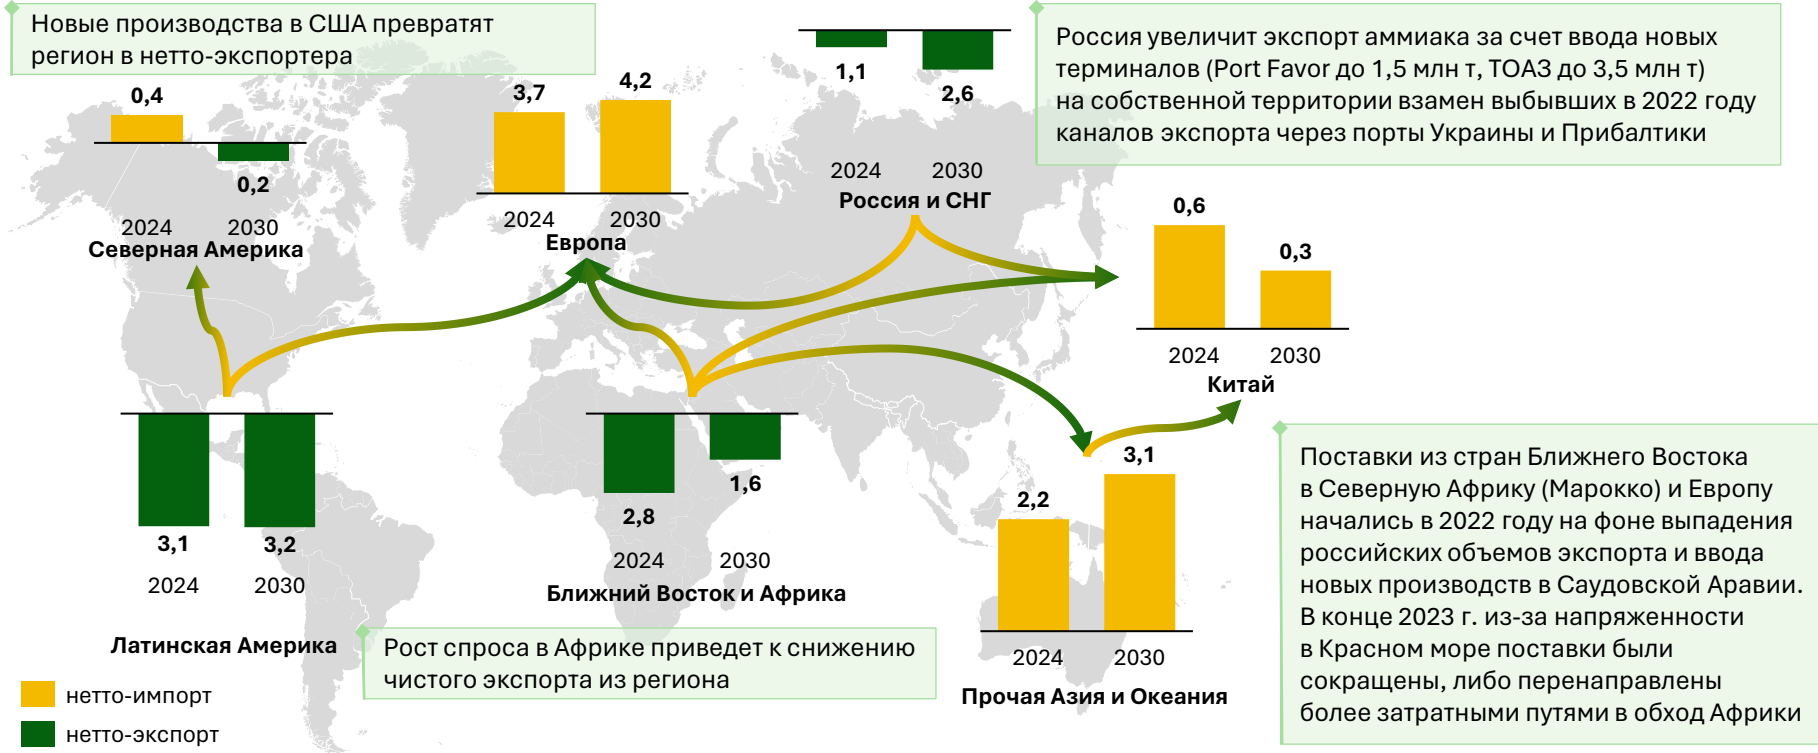 Новые производства в США превратят
регион в нетто-экспортера
0,4
0,2
2024 2030
Северная Америка
3,7
4,2
2024 2030
Европа
1,1
2,6
2024 2030
Россия и СНГ
Россия увеличит экспорт аммиака за счет ввода новых
терминалов (Port Favor до 1,5 млн т, ТОАЗ до 3,5 млн т)
на собственной территории взамен выбывших в 2022 году
каналов экспорта через порты Украины и Прибалтики
0,6
0,3
2024 2030
Китай
3,1 3,2
2024 2030
Латинская Америка
2,8
1,6
2024 2030
Ближний Восток и Африка
Рост спроса в Африке приведет к снижению
чистого экспорта из региона
2,2
3,1
2024 2030
Прочая Азия и Океания
Поставки из стран Ближнего Востока
в Северную Африку (Марокко) и Европу
начались в 2022 году на фоне выпадения
российских объемов экспорта и ввода
новых производств в Саудовской Аравии.
В конце 2023 г. из-за напряженности
в Красном море поставки были
сокращены, либо перенаправлены
более затратными путями в обход Африки
нетто-импорт
нетто-экспорт